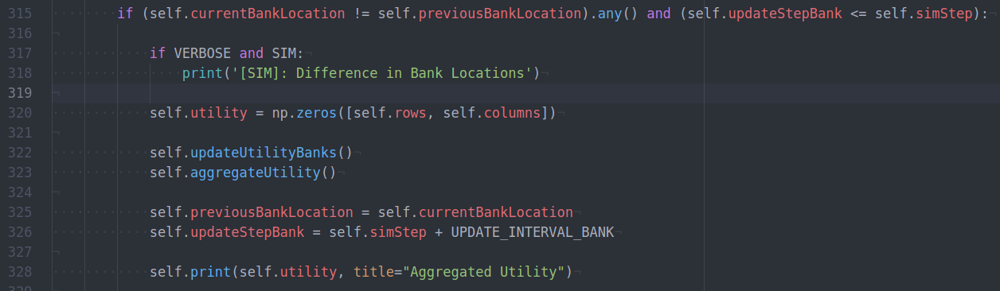 315 if (self.currentBankLocation != self.previousBankLocation).any() and (self.updateStepBank <= self.simStep):
316
317 if VERBOSE and SIM:
318 print('[SIM]: Difference in Bank Locations')
319
320 self.utility = np.zeros([self.rows, self.columns])
321
322 self.updateUtilityBanks()
323 self.aggregateUtility()
324
325 self.previousBankLocation = self.currentBankLocation
326 self.updateStepBank = self.simStep + UPDATE_INTERVAL_BANK
327
328 self.print(self.utility, title="Aggregated Utility")